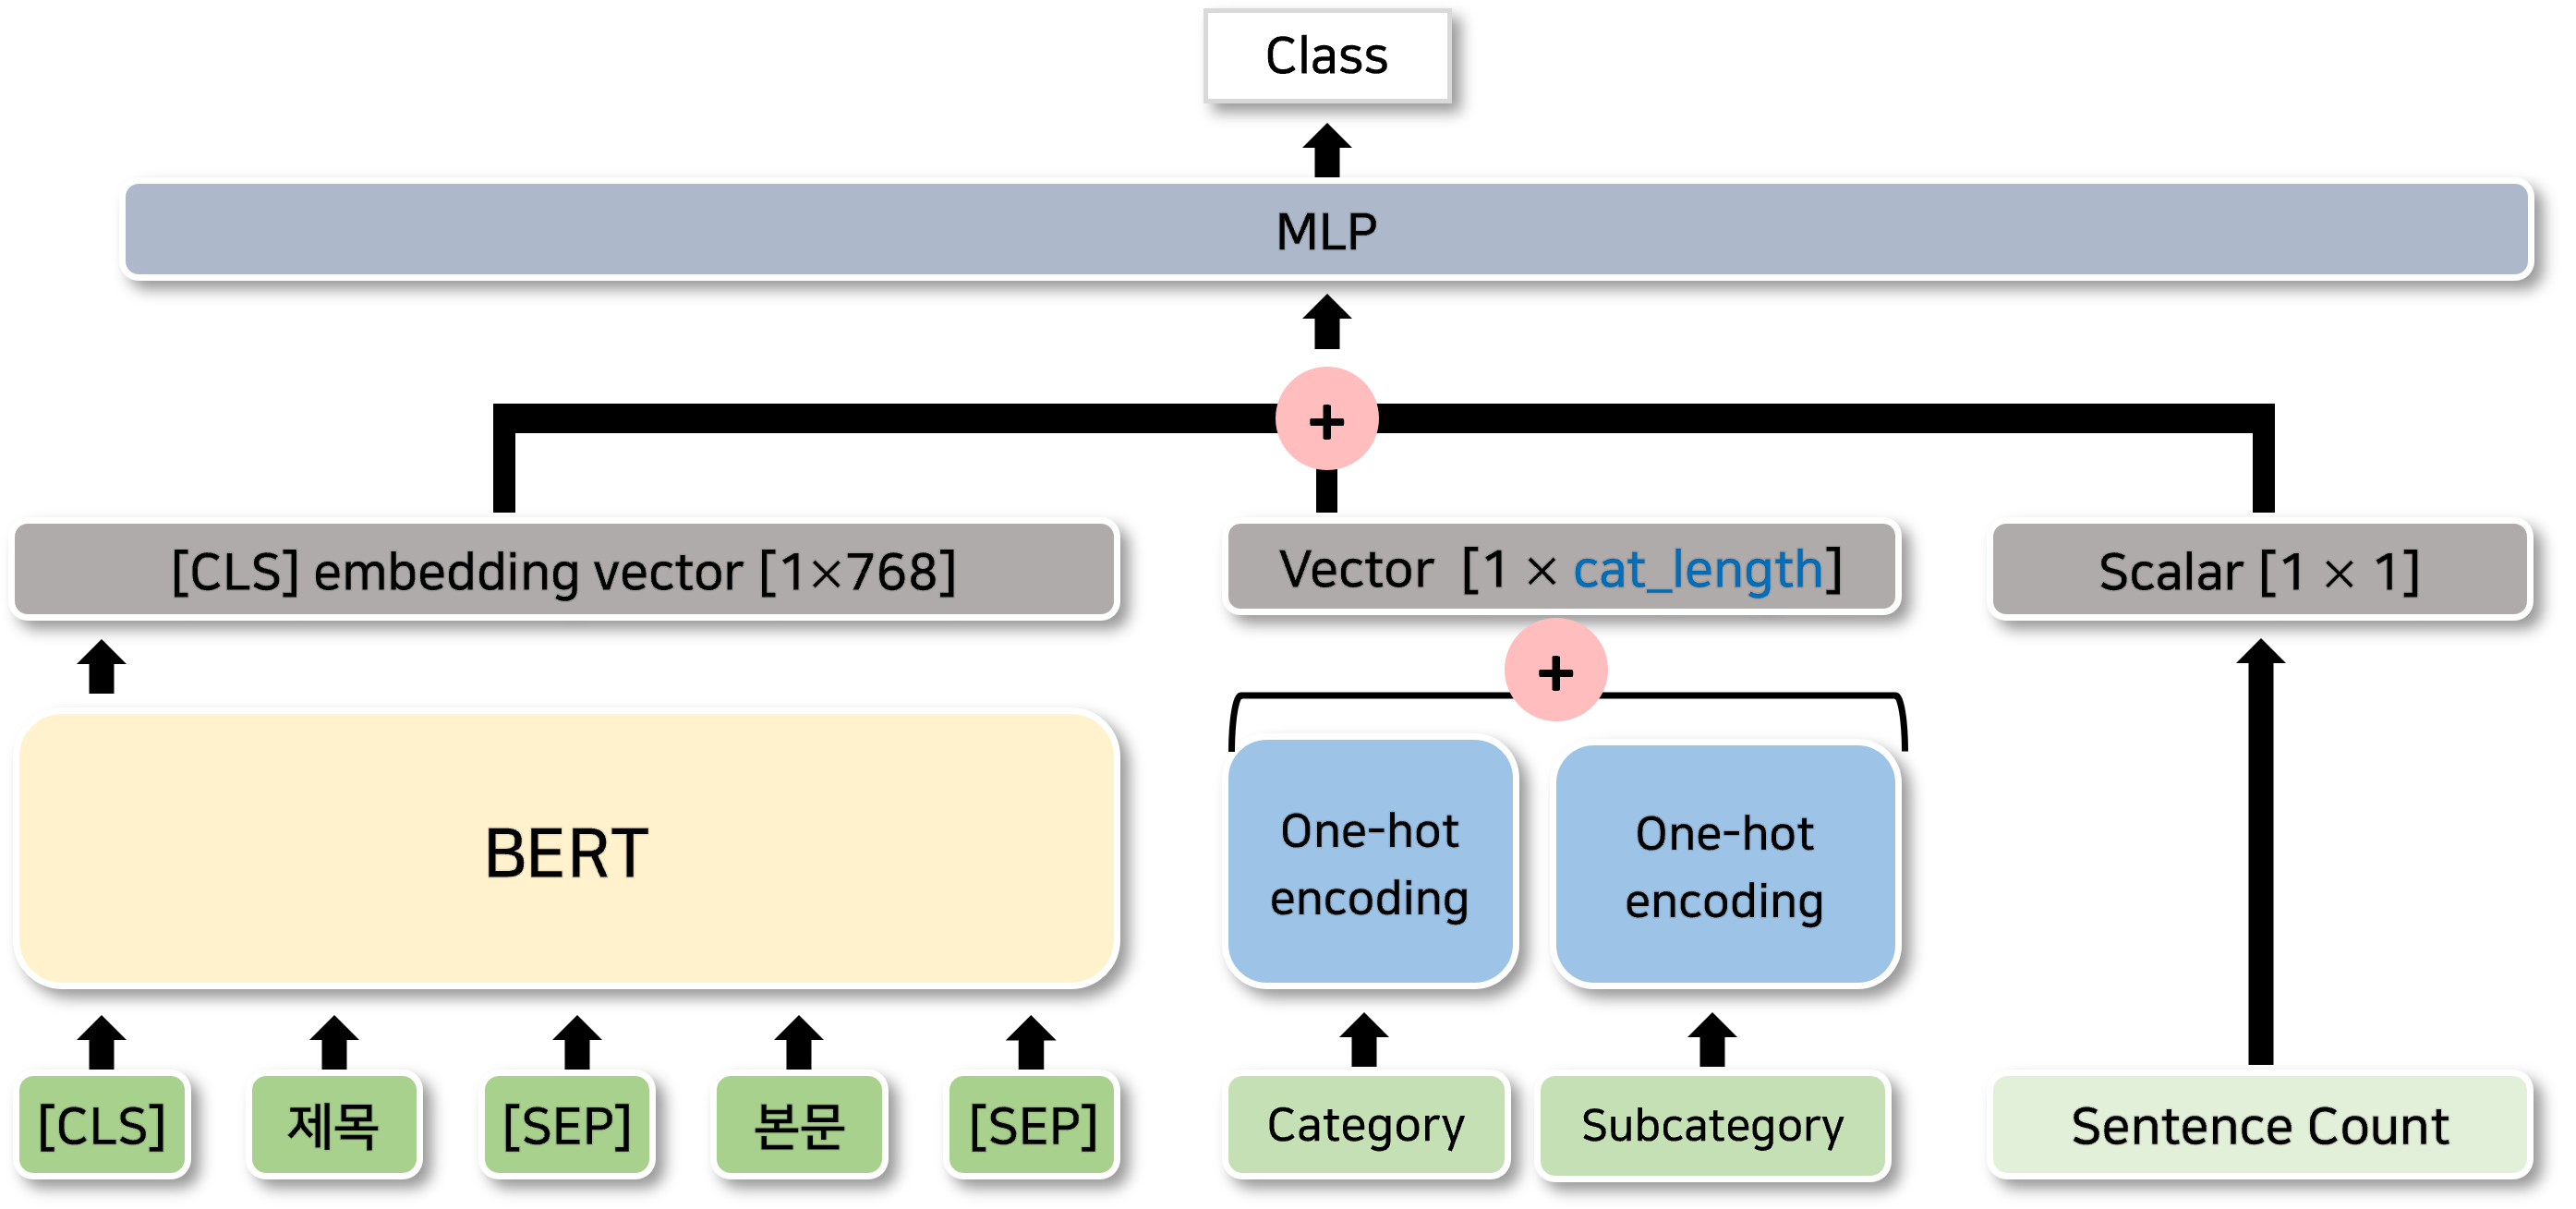 Class
MLP
+
[CLS] embedding vector [1×768]
Vector [1 × cat_length]
Scalar [1 × 1]
+
BERT
One-hot
encoding
One-hot
encoding
[CLS]
제목
[SEP]
본문
[SEP]
Category
Subcategory
Sentence Count